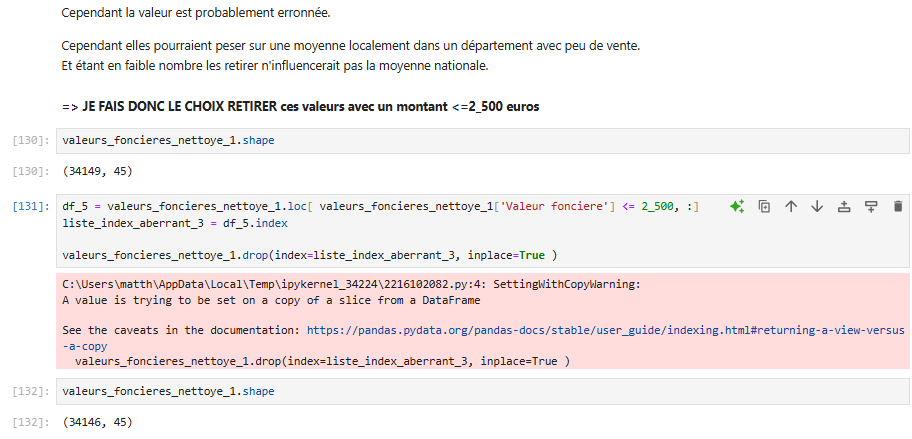 Cependant la valeur est probablement erronnée.
Cependant elles pourraient peser sur une moyenne localement dans un département avec peu de vente.
Et étant en faible nombre les retirer n'influencerait pas la moyenne nationale.
=> JE FAIS DONC LE CHOIX RETIRER ces valeurs avec un montant <=2_500 euros
[130]: valeurs_foncieres_nettoye_1.shape
[130]: (34149, 45)
[131]: df_5 = valeurs_foncieres_nettoye_1.loc[ valeurs_foncieres_nettoye_1['Valeur fonciere'] <= 2_500, :]
liste_index_aberrant_3 = df_5.index
valeurs_foncieres_nettoye_1.drop(index=liste_index_aberrant_3, inplace=True )
C:\Users\matth\AppData\Local\Temp\ipykernel_34224\2216102082.py:4: SettingWithCopyWarning:
A value is trying to be set on a copy of a slice from a DataFrame
See the caveats in the documentation: https://pandas.pydata.org/pandas-docs/stable/user_guide/indexing.html#returning-a-view-versus
-a-copy
valeurs_foncieres_nettoye_1.drop(index=liste_index_aberrant_3, inplace=True )
[132]: valeurs_foncieres_nettoye_1.shape
[132]: (34146, 45)